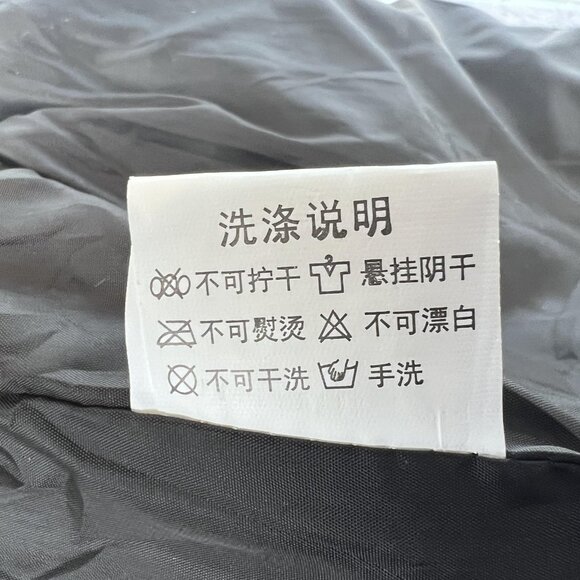 洗涤说明
不可拧干 悬挂阴干
不可熨烫 不可漂白
不可干洗 手洗